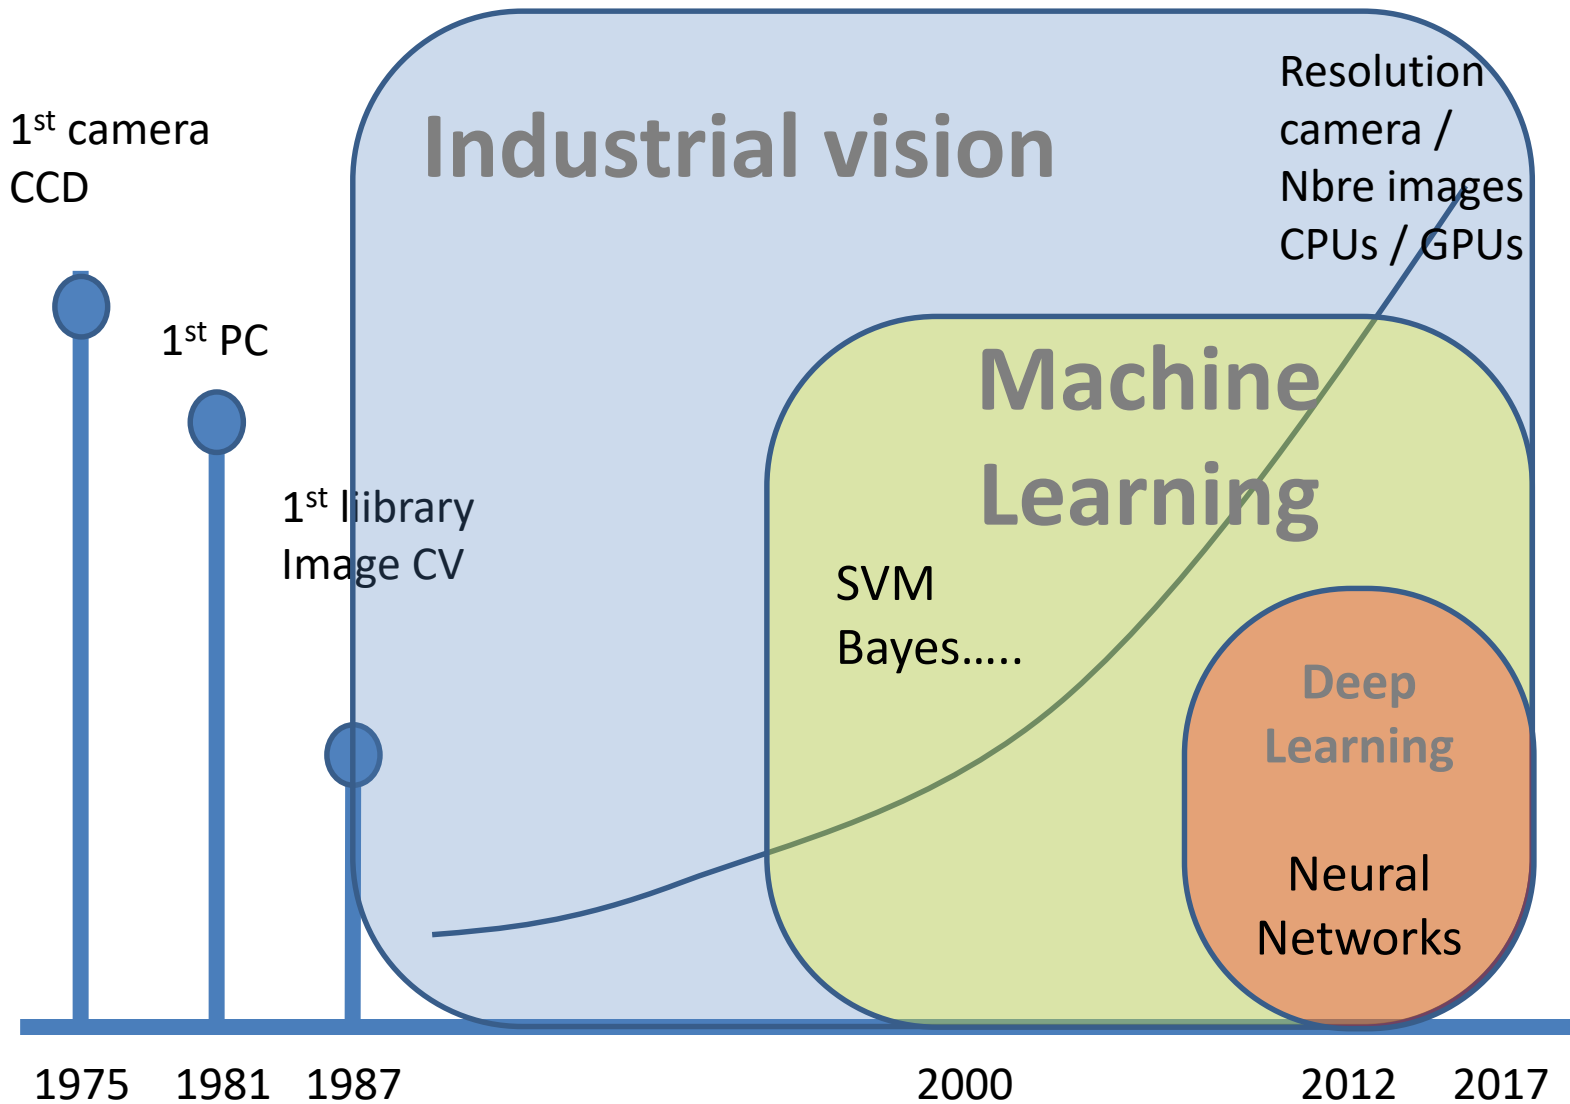 1st camera
CCD
1st PC
1st liibrary
Image CV
Industrial vision
Resolution
camera /
Nbre images
CPUs / GPUs
Machine
Learning
SVM
Bayes.....
Deep
Learning
Neural
Networks
1975 1981 1987 2000 2012 2017